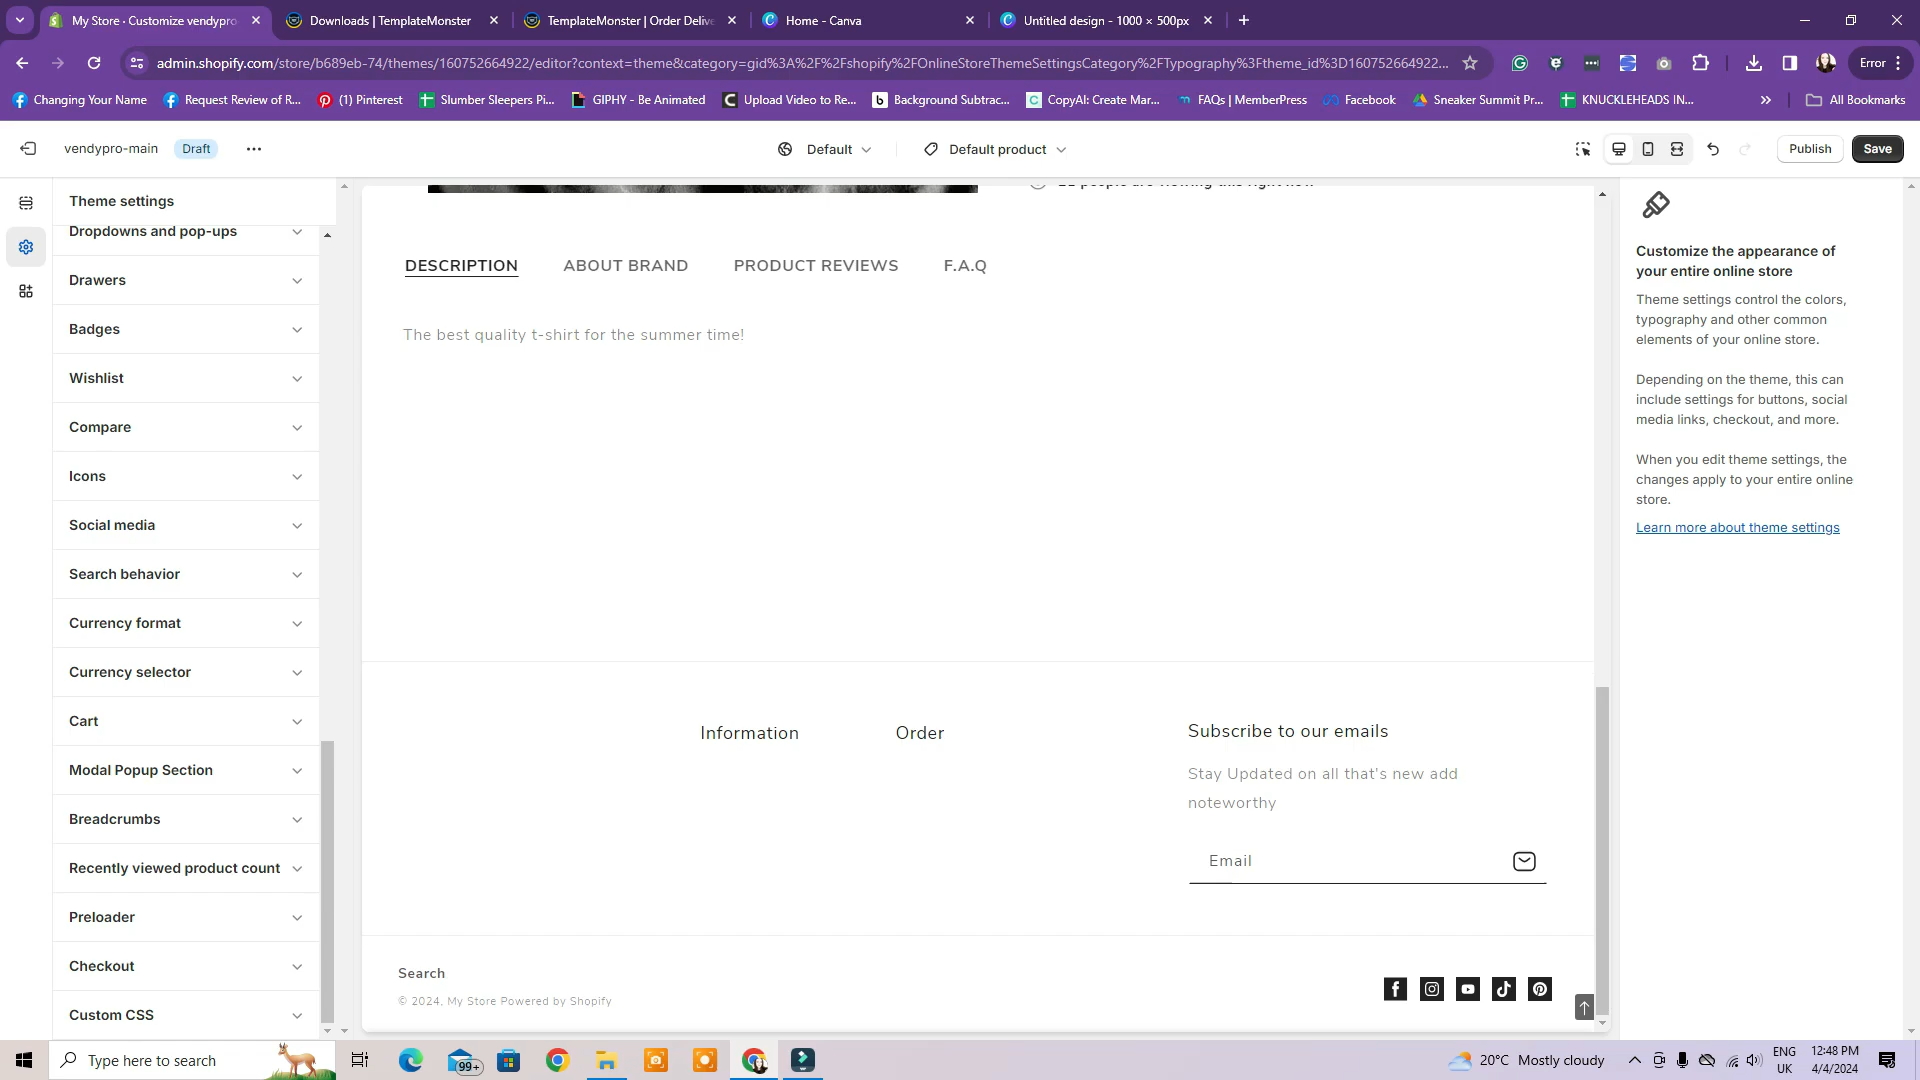 My Store · Customize vendypro
Downloads | TemplateMonster
TemplateMonster | Order Delive
Home - Canva
Untitled design - 1000 × 500px
admin.shopify.com/store/b689eb-74/themes/160752664922/editor?context=theme&category=gid%3A%2F%2Fshopify%2FOnlineStoreThemeSettingsCategory%2FTypography%3Ftheme_id%3D160752664922...
Error
Changing Your Name
Request Review of R...
(1) Pinterest
Slumber Sleepers Pi...
GIPHY - Be Animated
Upload Video to Re...
Background Subtrac...
CopyAI: Create Mar...
FAQs | MemberPress
Facebook
Sneaker Summit Pr...
KNUCKLEHEADS IN...
All Bookmarks
vendypro-main
Draft
Default
Default product
Publish
Save
Theme settings
Dropdowns and pop-ups
Drawers
Badges
Wishlist
Compare
Icons
Social media
Search behavior
Currency format
Currency selector
Cart
Modal Popup Section
Breadcrumbs
Recently viewed product count
Preloader
Checkout
Custom CSS
people are viewing this right now
DESCRIPTION
ABOUT BRAND
PRODUCT REVIEWS
F.A.Q
The best quality t-shirt for the summer time!
Information
Order
Subscribe to our emails
Stay Updated on all that's new add
noteworthy
Email
Search
© 2024, My Store Powered by Shopify
Customize the appearance of
your entire online store
Theme settings control the colors,
typography and other common
elements of your online store.
Depending on the theme, this can
include settings for buttons, social
media links, checkout, and more.
When you edit theme settings, the
changes apply to your entire online
store.
Learn more about theme settings
Type here to search
99+
20°C Mostly cloudy
ENG
UK
12:48 PM
4/4/2024